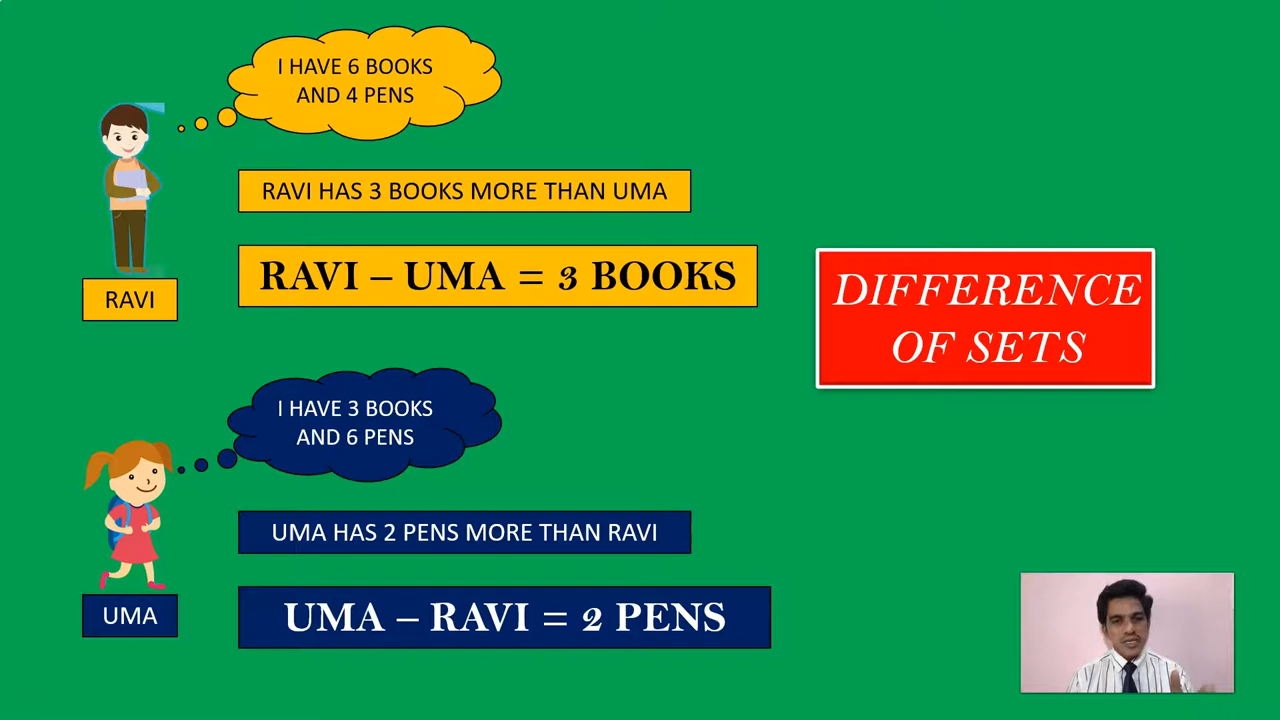 I HAVE 6 BOOKS
AND 4 PENS
RAVI HAS 3 BOOKS MORE THAN UMA
RAVI – UMA = 3 BOOKS
RAVI
DIFFERENCE
OF SETS
I HAVE 3 BOOKS
AND 6 PENS
UMA HAS 2 PENS MORE THAN RAVI
UMA – RAVI = 2 PENS
UMA